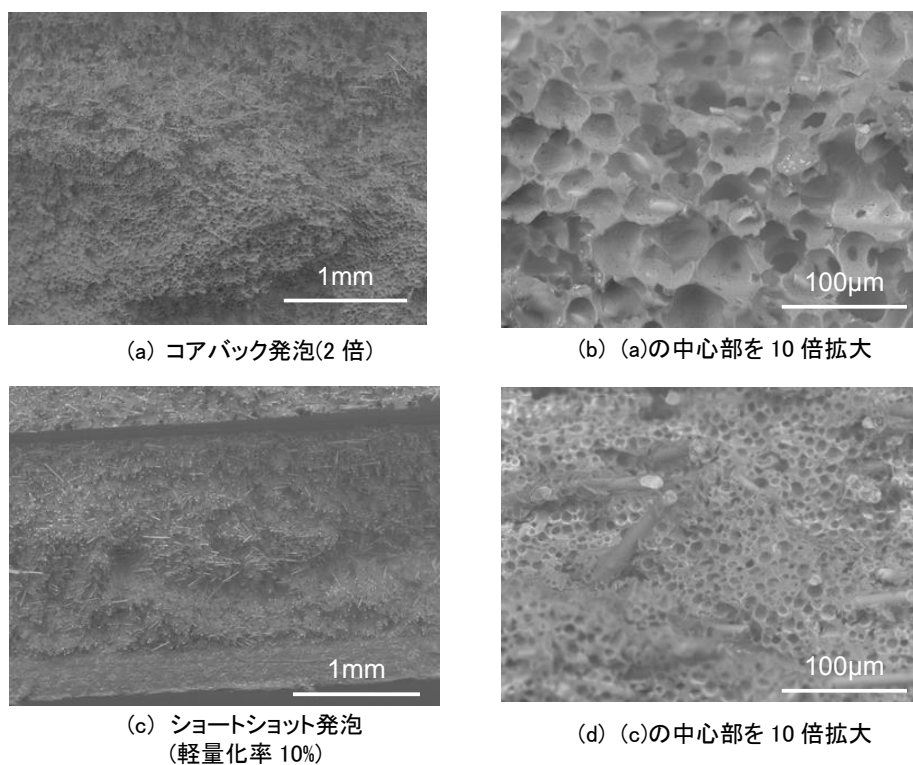 1mm
100μm
(a) コアバック発泡(2 倍)
(b) (a)の中心部を 10 倍拡大
1mm
100μm
(c) ショートショット発泡
(軽量化率 10%)
(d) (c)の中心部を 10 倍拡大